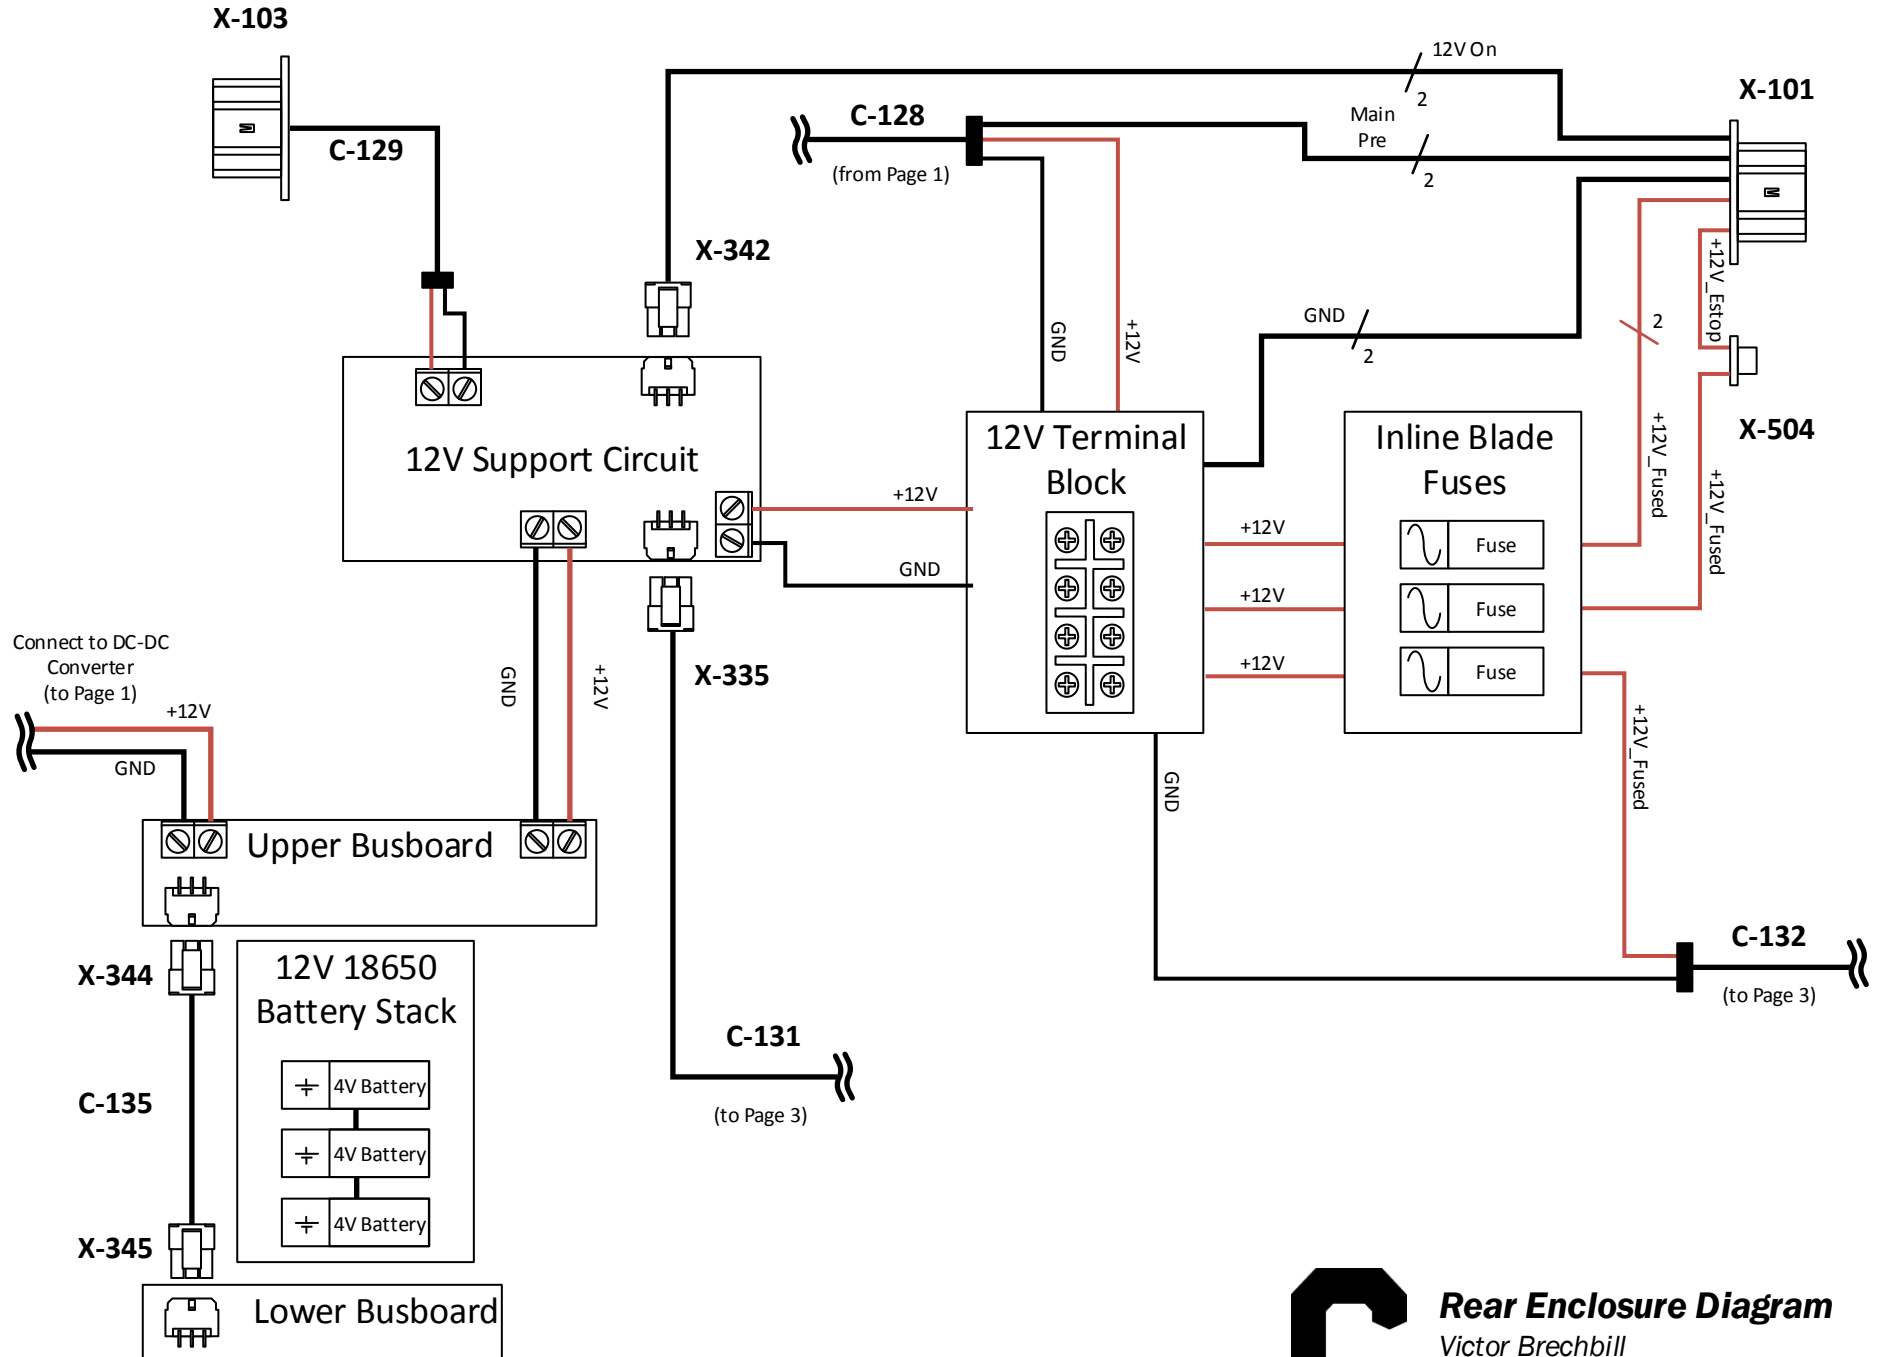 X-103
12V On
2
X-101
C-128
Main
Pre
C-129
(from Page 1)
2
X-342
+12V_Estop
GND
+12V
GND
2
2
X-504
12V Support Circuit
12V Terminal
Block
Inline Blade
Fuses
+12V_Fused
+12V_Fused
+12V
+12V
Fuse
GND
+12V
Fuse
+12V
Fuse
Connect to DC-DC
Converter
(to Page 1)
GND
+12V
X-335
+12V
GND
GND
+12V_Fused
Upper Busboard
C-132
(to Page 3)
X-344
12V 18650
Battery Stack
C-131
(to Page 3)
C-135
4V Battery
4V Battery
4V Battery
X-345
Lower Busboard
Rear Enclosure Diagram
Victor Brechbill